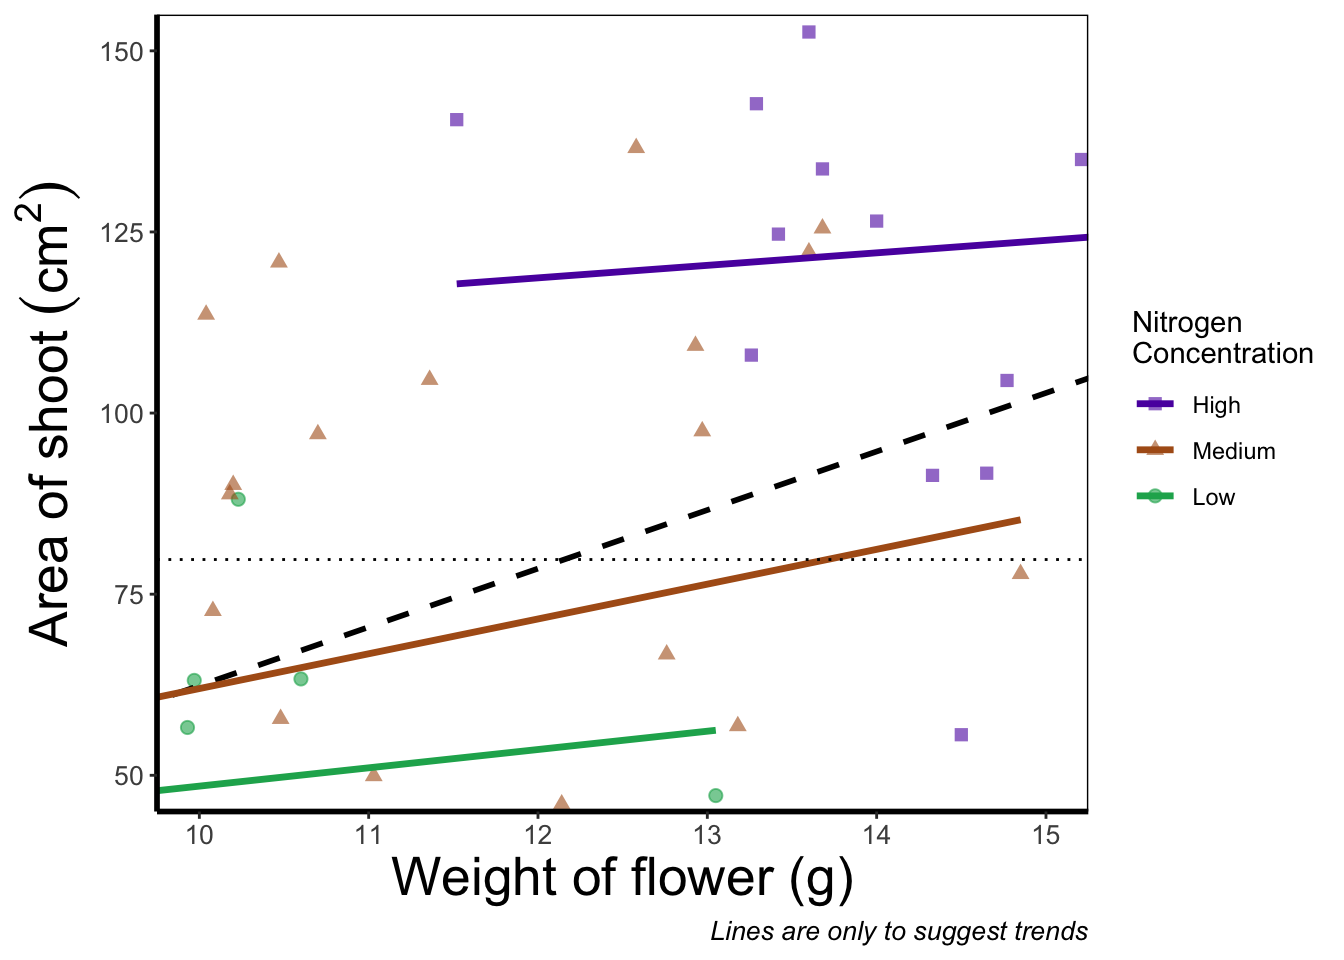 Area of shoot (cm²)
150
125
100
75
50
10 11 12 13 14 15
Weight of flower (g)
Lines are only to suggest trends
Nitrogen
Concentration
High
Medium
Low